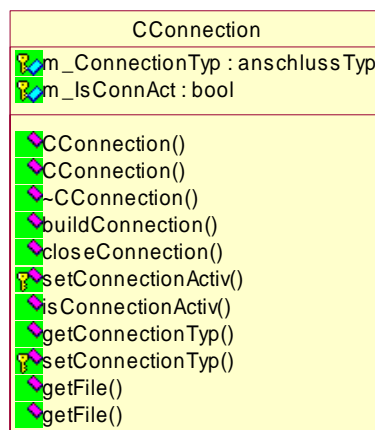 CConnection
m_ConnectionTyp : anschlussTyp
m_IsConnAct : bool
CConnection()
CConnection()
~CConnection()
buildConnection()
closeConnection()
setConnectionActiv()
isConnectionActiv()
getConnectionTyp()
setConnectionTyp()
getFile()
getFile()